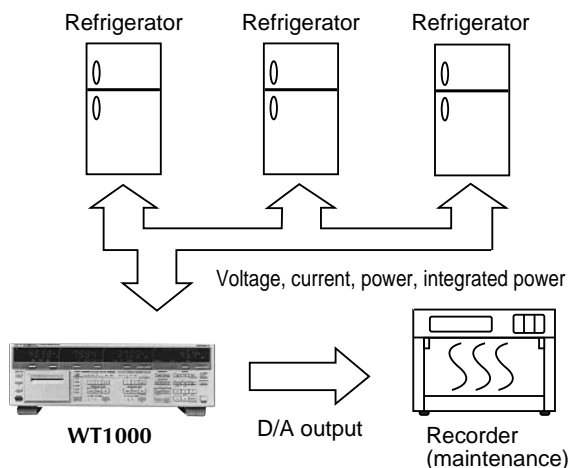 Refrigerator Refrigerator Refrigerator
Voltage, current, power, integrated power
WT1000
D/A output
Recorder
(maintenance)